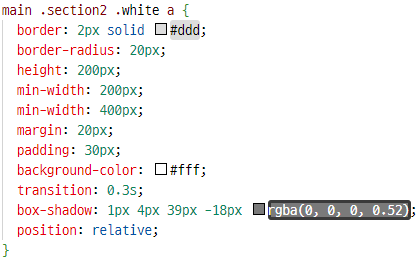 main .section2 .white a {
border: 2px solid #ddd;
border-radius: 20px;
height: 200px;
min-width: 200px;
min-width: 400px;
margin: 20px;
padding: 30px;
background-color: #fff;
transition: 0.3s;
box-shadow: 1px 4px 39px -18px rgba(0, 0, 0, 0.52);
position: relative;
}